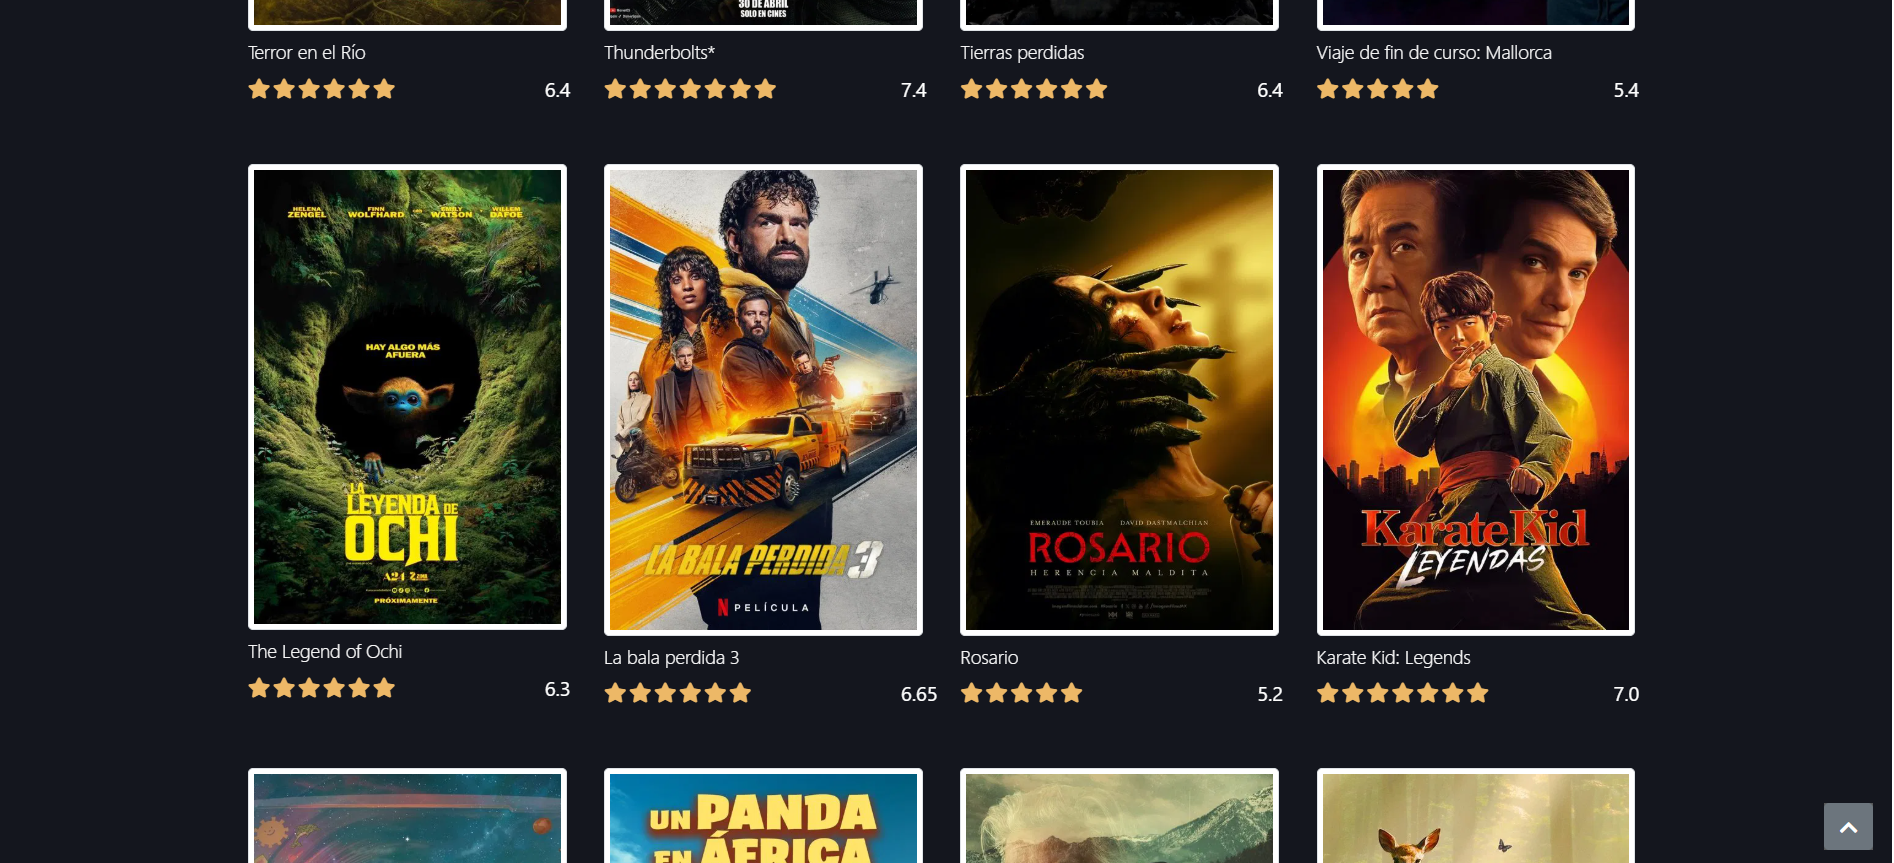 30 DE ABRIL
SOLO EN CINES
Terror en el Río
6.4
Thunderbolts*
7.4
Tierras perdidas
6.4
Viaje de fin de curso: Mallorca
5.4
HELENA ZENGEL
FINN WOLFHARD
EMILY WATSON
WILLEM DAFOE
HAY ALGO MÁS
AFUERA
LA
LEYENDA DE
OCHI
A24
PRÓXIMAMENTE
The Legend of Ochi
6.3
LA BALA PERDIDA 3
N PELÍCULA
La bala perdida 3
6.65
EMERAUDE TOUBIA DAVID DASTMALCHIAN
ROSARIO
HERENCIA MALDITA
Rosario
5.2
Karate Kid
LEYENDAS
Karate Kid: Legends
7.0
UN PANDA
EN ÁFRICA